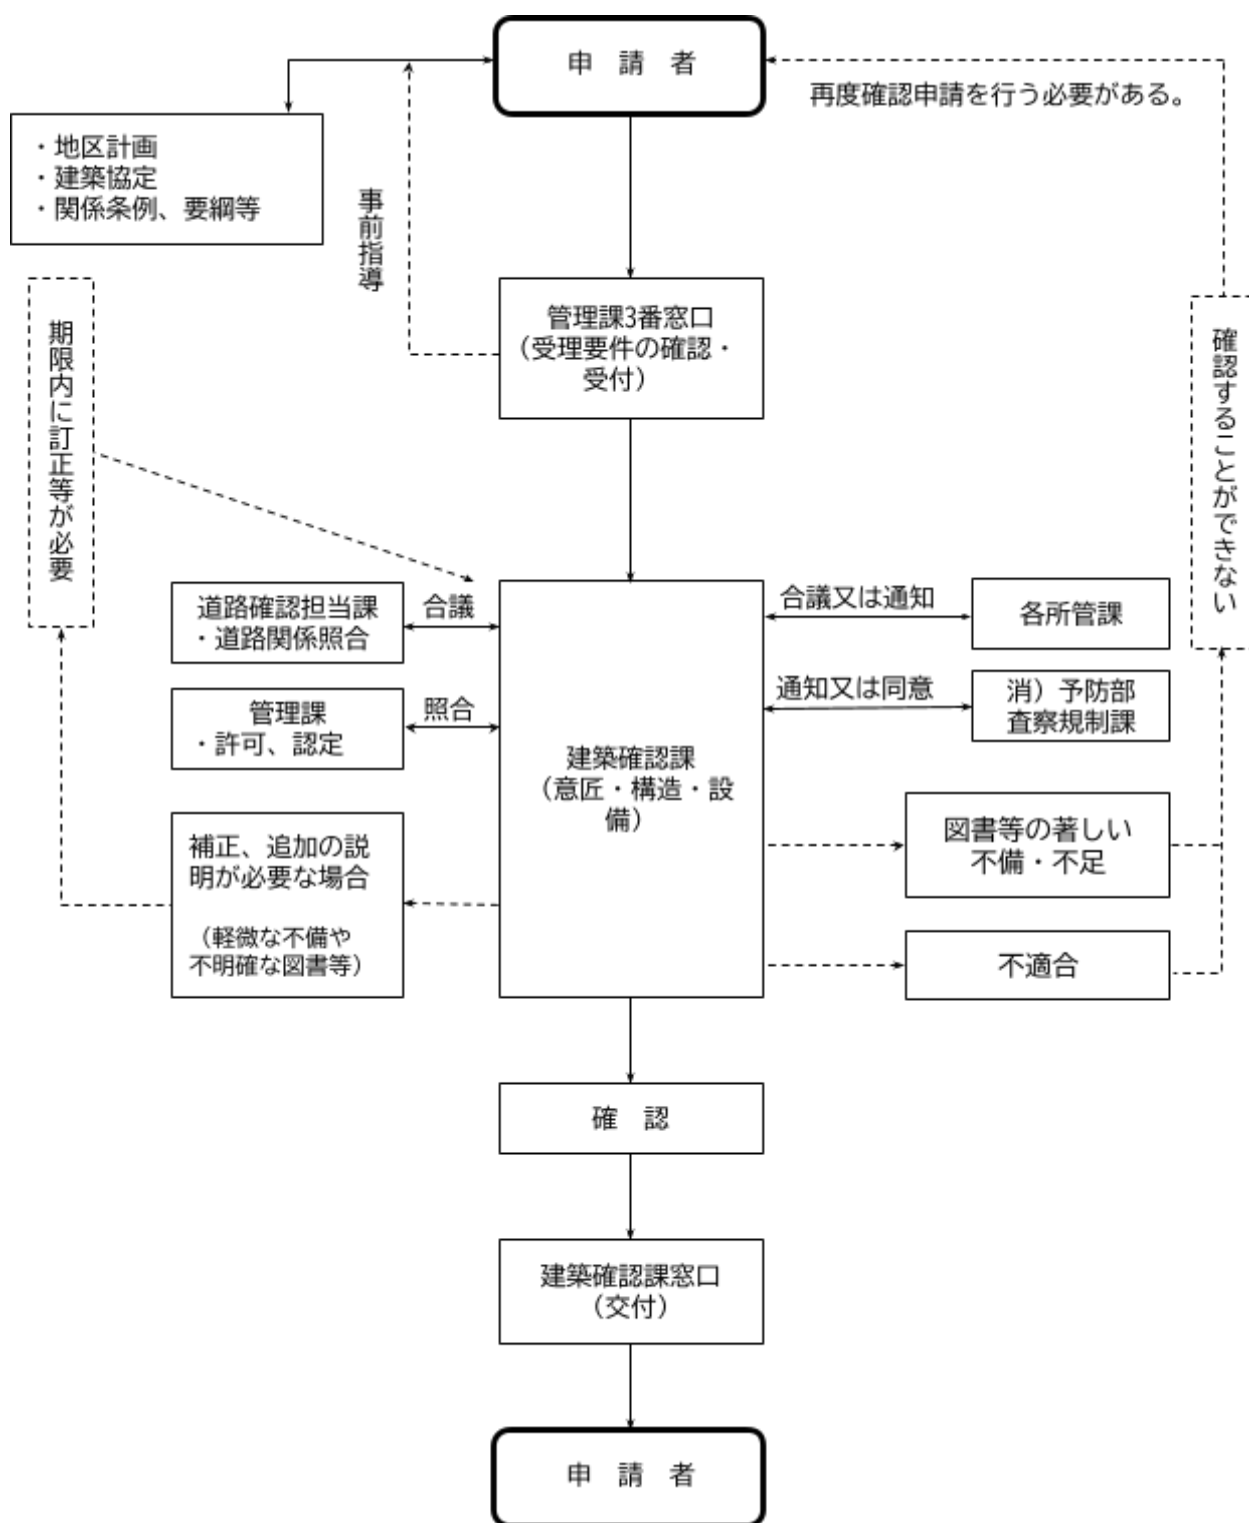 申　請　者
再度確認申請を行う必要がある。
・地区計画
・建築協定
・関係条例、要綱等
事前指導
管理課3番窓口
（受理要件の確認・
受付）
期限内に訂正等が必要
確認することができない
道路確認担当課
・道路関係照合
合議
合議又は通知
各所管課
管理課
・許可、認定
照合
通知又は同意
消）予防部
査察規制課
建築確認課
（意匠・構造・設
備）
補正、追加の説
明が必要な場合
（軽微な不備や
不明確な図書等）
図書等の著しい
不備・不足
不適合
確　認
建築確認課窓口
（交付）
申　請　者